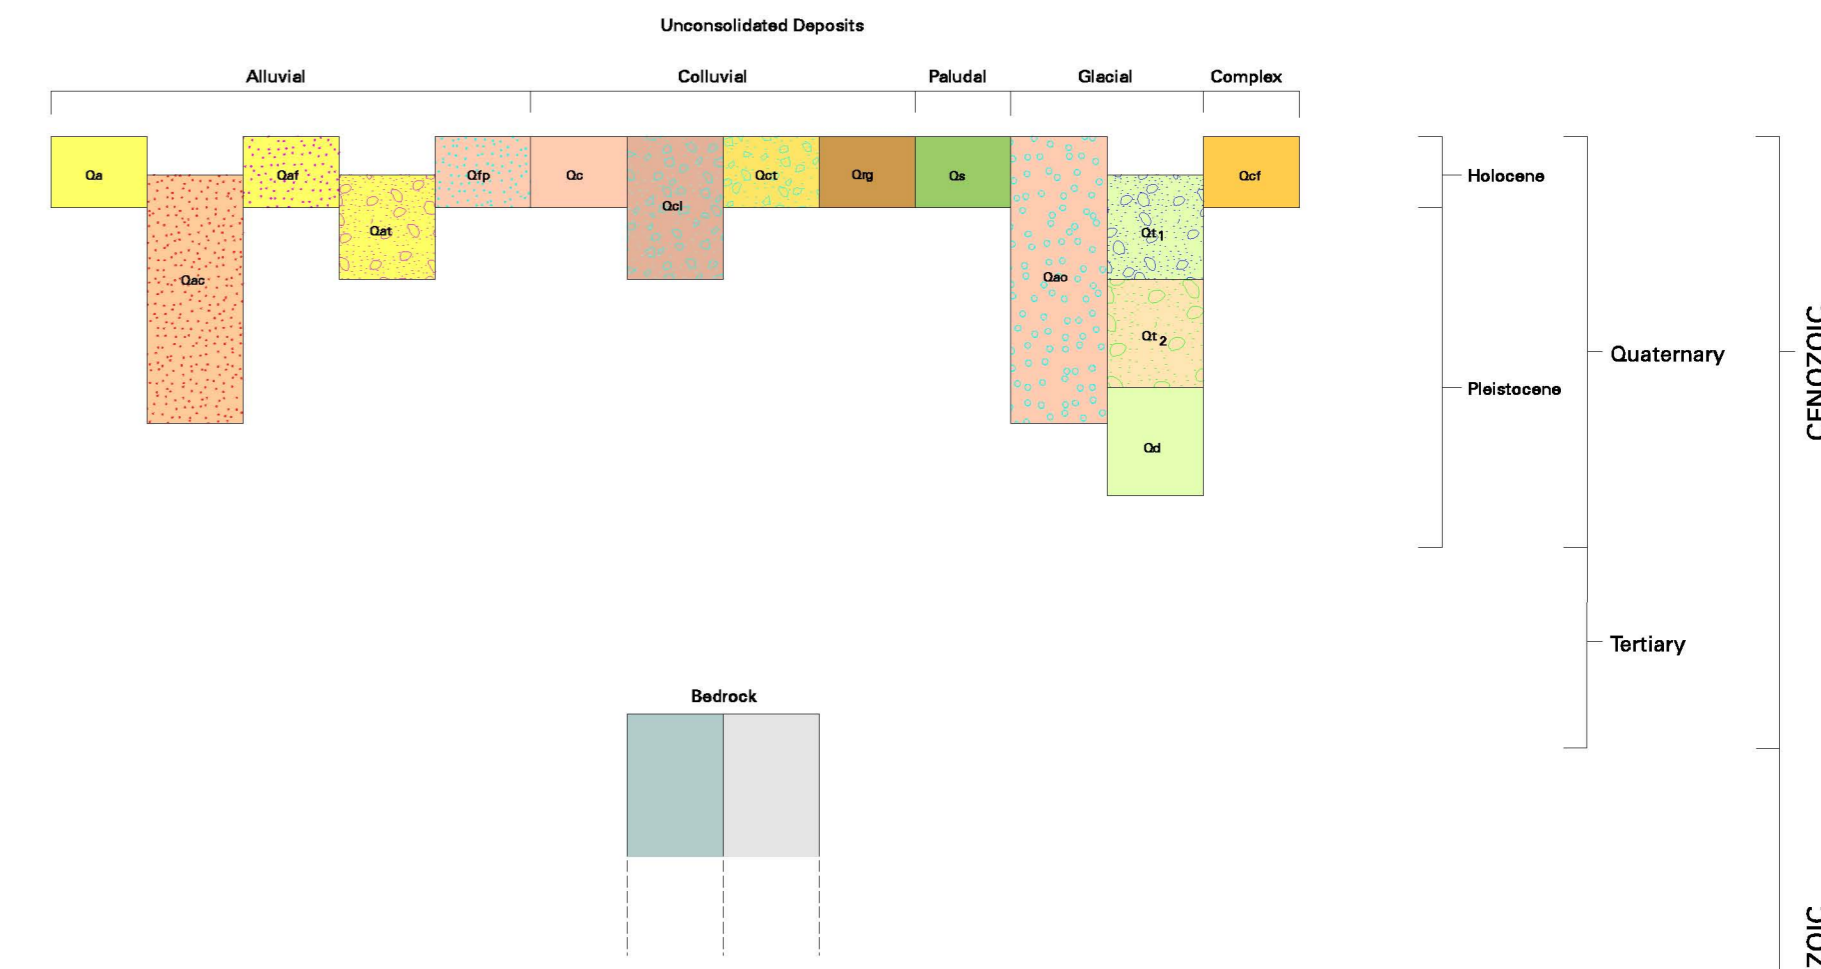 Unconsolidated Deposits
Alluvial Colluvial Paludal Glacial Complex
Qa Qaf Qfp Qc Qct Qrg Qs Holocene Qcf
Qcl
Qat Qt1
Qac Qao
Qt2
CENOZOIC
Quaternary
Pleistocene
Qd
Tertiary
Bedrock